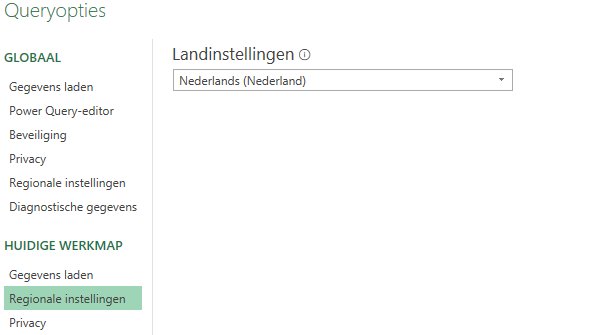 Queryopties
GLOBAAL
Gegevens laden
Power Query-editor
Beveiliging
Privacy
Regionale instellingen
Diagnostische gegevens
HUIDIGE WERKMAP
Gegevens laden
Regionale instellingen
Privacy
Landinstellingen
Nederlands (Nederland)